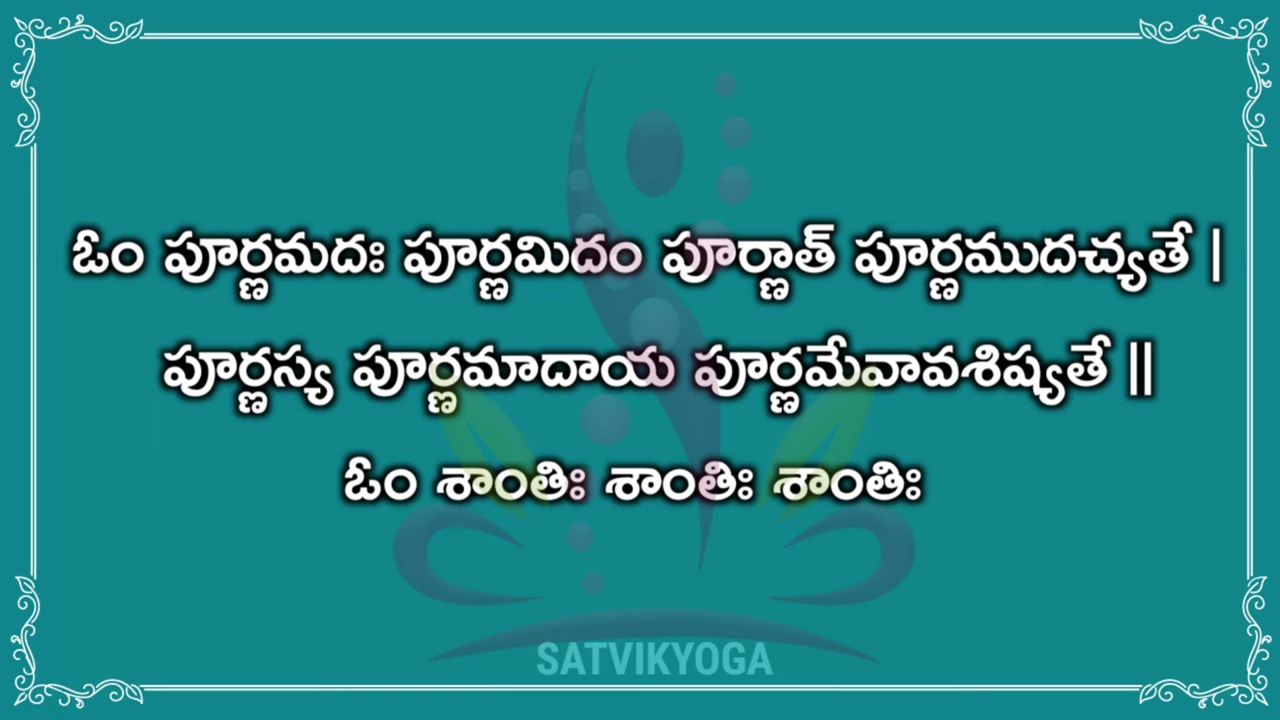 ఓం పూర్ణమదః పూర్ణమిదం పూర్ణాత్ పూర్ణముదచ్యతే |
పూర్ణస్య పూర్ణమాదాయ పూర్ణమేవావశిష్యతే ||
ఓం శాంతిః శాంతిః శాంతిః
SATVIKYOGA